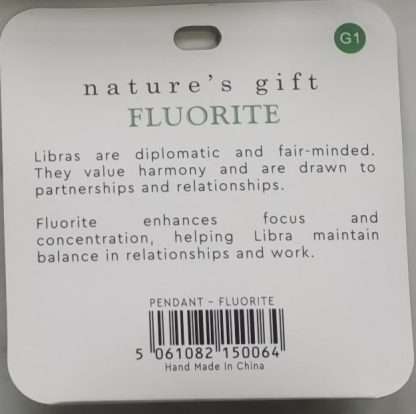 G1
nature's gift
FLUORITE
Libras are diplomatic and fair-minded.
They value harmony and are drawn to
partnerships and relationships.
Fluorite enhances focus and
concentration, helping Libra maintain
balance in relationships and work.
PENDANT - FLUORITE
5 061082 150064
Hand Made In China